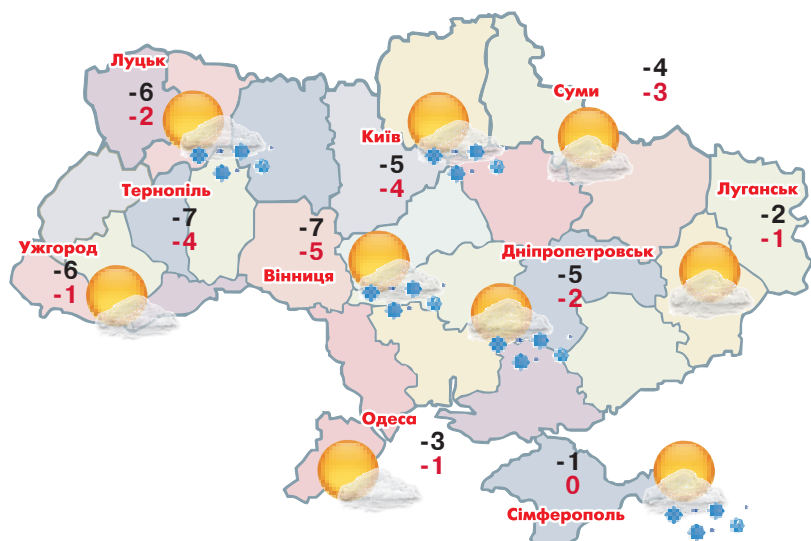 Луцьк
-6
-2
Київ
-5
-4
Суми
-4
-3
Тернопіль
-7
-4
Луганськ
-2
-1
Ужгород
-6
-1
-7
-5
Вінниця
Дніпропетровськ
-5
-2
Одеса
-3
-1
-1
0
Сімферополь